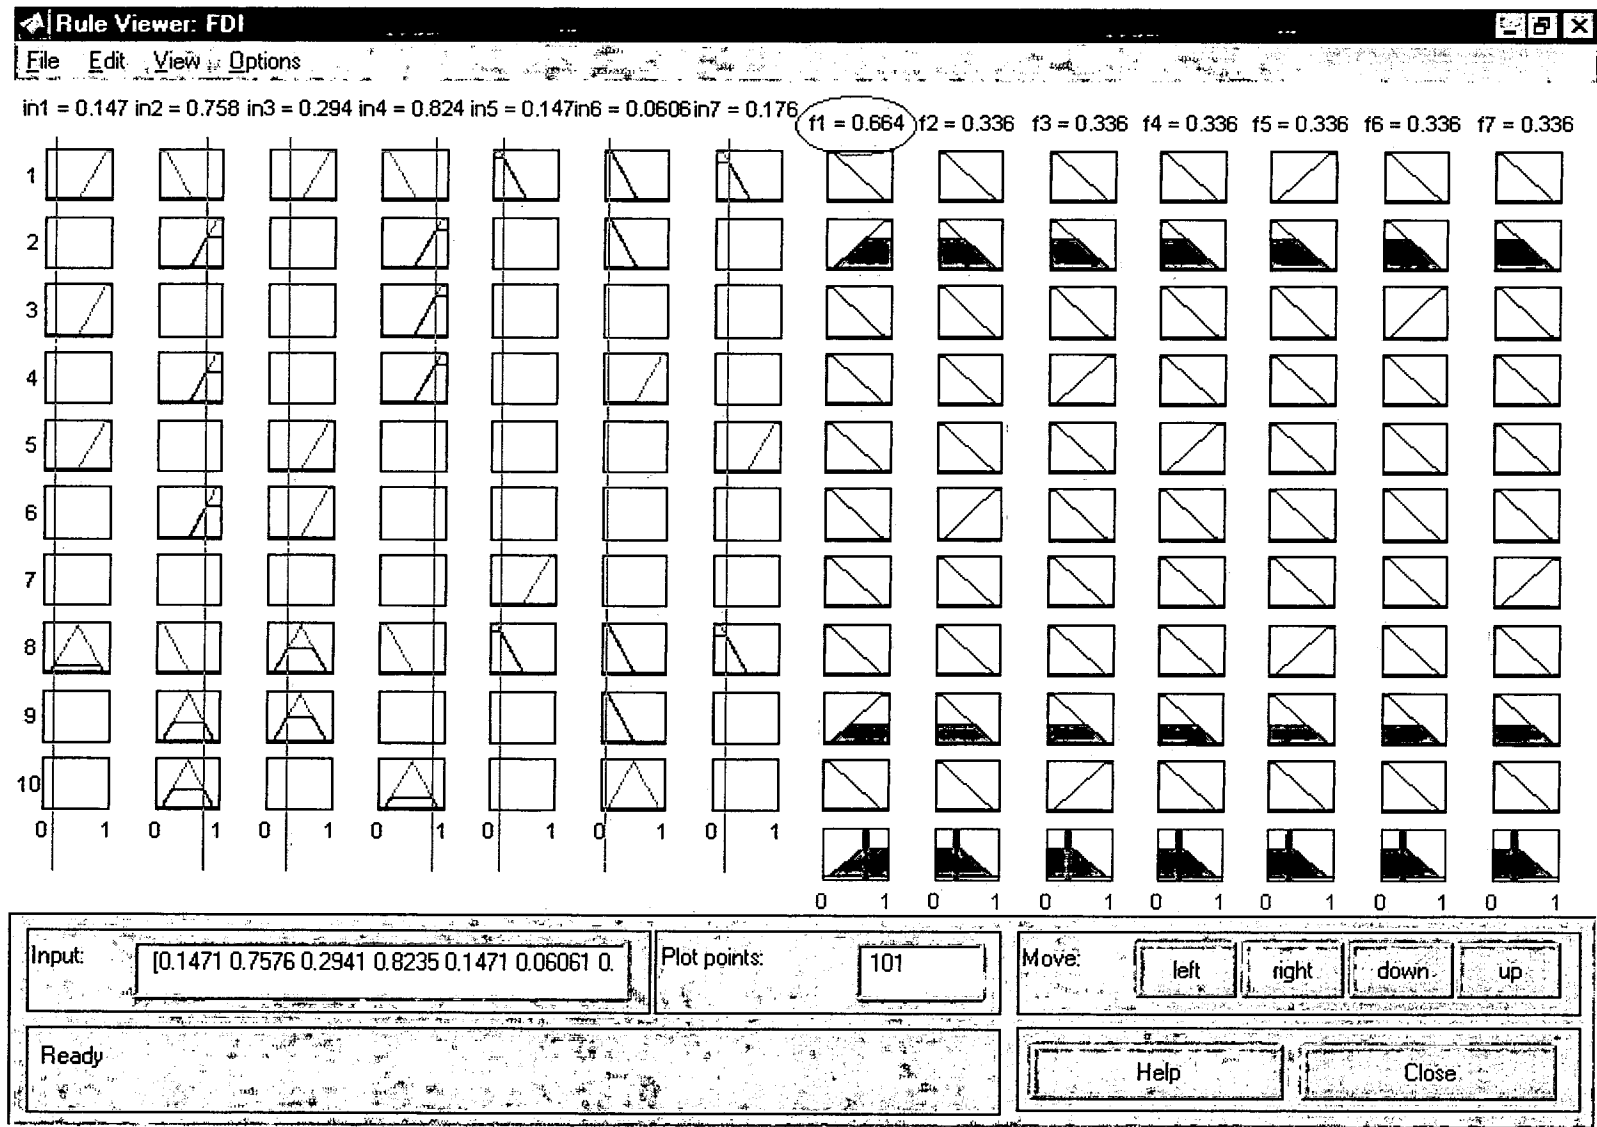 Rule Viewer: FDI
File Edit View Options
in1 = 0.147 in2 = 0.758 in3 = 0.294 in4 = 0.824 in5 = 0.147 in6 = 0.0606 in7 = 0.176
f1 = 0.664 f2 = 0.336 f3 = 0.336 f4 = 0.336 f5 = 0.336 f6 = 0.336 f7 = 0.336
1
2
3
4
5
6
7
8
9
10
0 1 0 1 0 1 0 1 0 1 0 1 0 1
0 1 0 1 0 1 0 1 0 1 0 1 0 1
Input: [0.1471 0.7576 0.2941 0.8235 0.1471 0.06061 0.
Plot points: 101
Move: left right down up
Ready
Help Close